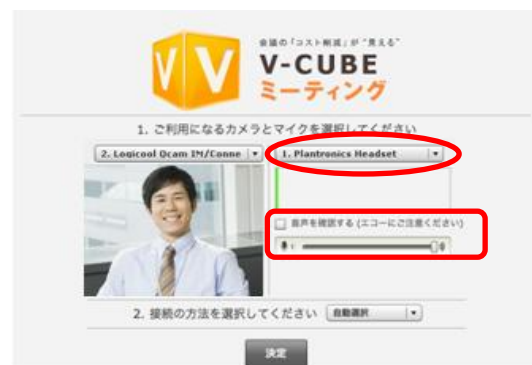 会議の「コスト削減」が“見える”
V-CUBE
ミーティング
1. ご利用になるカメラとマイクを選択してください
2. Logicool Qcam IM/Conne
1. Plantronics Headset
音声を確認する (エコーにご注意ください)
2. 接続の方法を選択してください 自動選択
決定